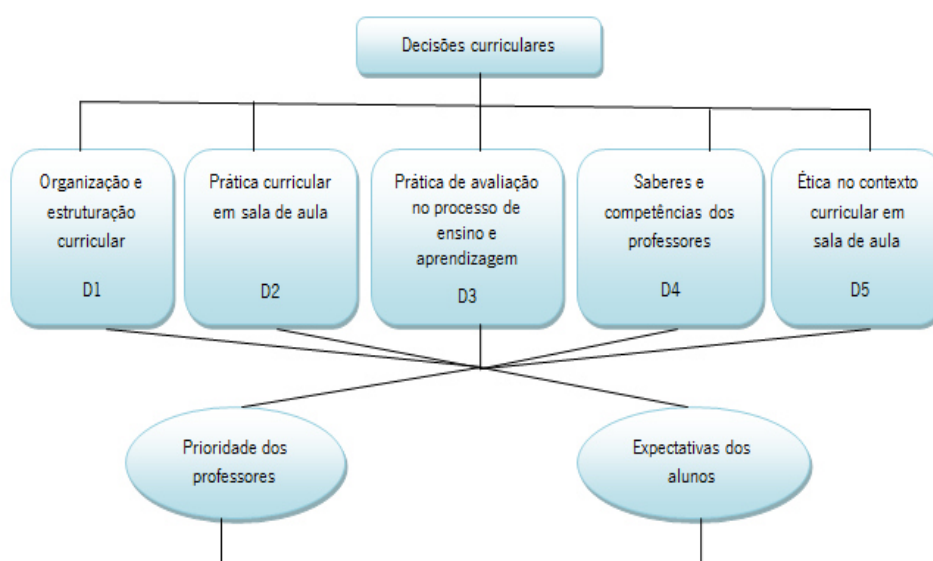 Decisões curriculares
Organização e
estruturação
curricular
D1
Prática curricular
em sala de aula
D2
Prática de avaliação
no processo de
ensino e
aprendizagem
D3
Saberes e
competências dos
professores
D4
Ética no contexto
curricular em
sala de aula
D5
Prioridade dos
professores
Expectativas dos
alunos